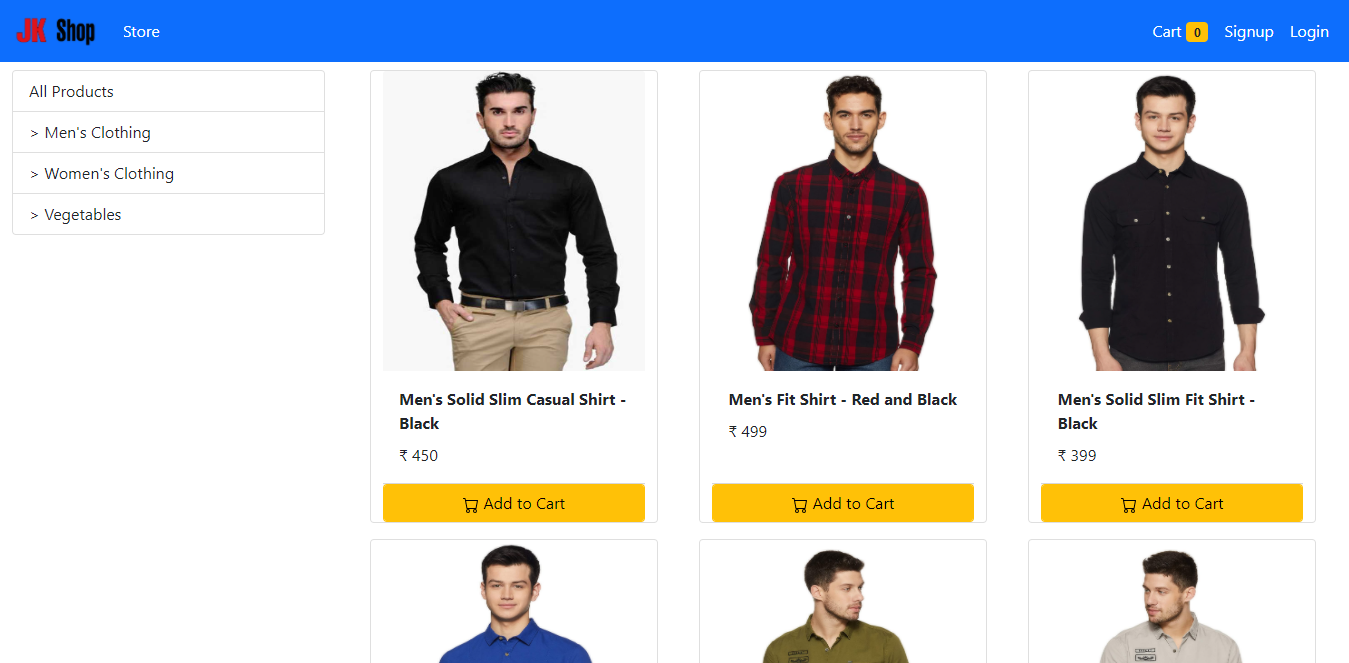 JK Shop Store Cart 0 Signup Login
All Products
> Men's Clothing
> Women's Clothing
> Vegetables
Men's Solid Slim Casual Shirt -
Black
₹ 450
Add to Cart
Men's Fit Shirt - Red and Black
₹ 499
Add to Cart
Men's Solid Slim Fit Shirt -
Black
₹ 399
Add to Cart